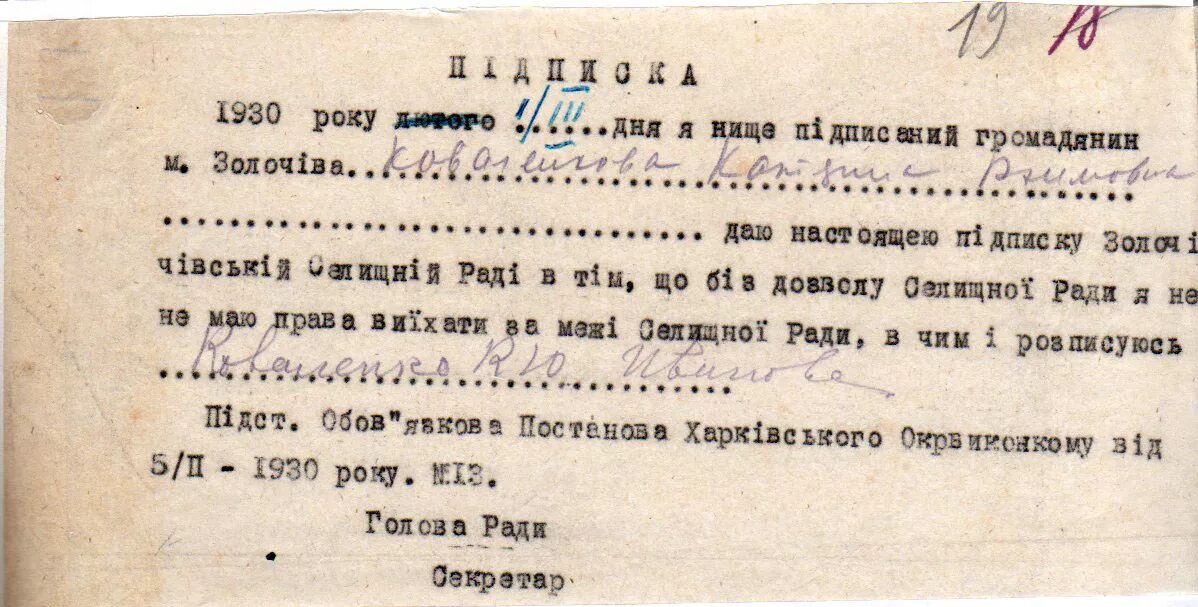 19 18
ПІДПИСКА
1930 року лютого 1/III ......дня я нище підписаний громадянин
м. Золочіва..
................................ даю настоящею підписку Золочі
чівській Селищній Раді в тім, що біз дозволу Селищної Ради я не
не маю права виїхати за межі Селищної Ради, в чим і розписуюсь
Коваленко
Підст. Обов"язкова Постанова Харківського Окрвиконкому від
5/П - 1930 року. №13.
Голова Ради
Секретар